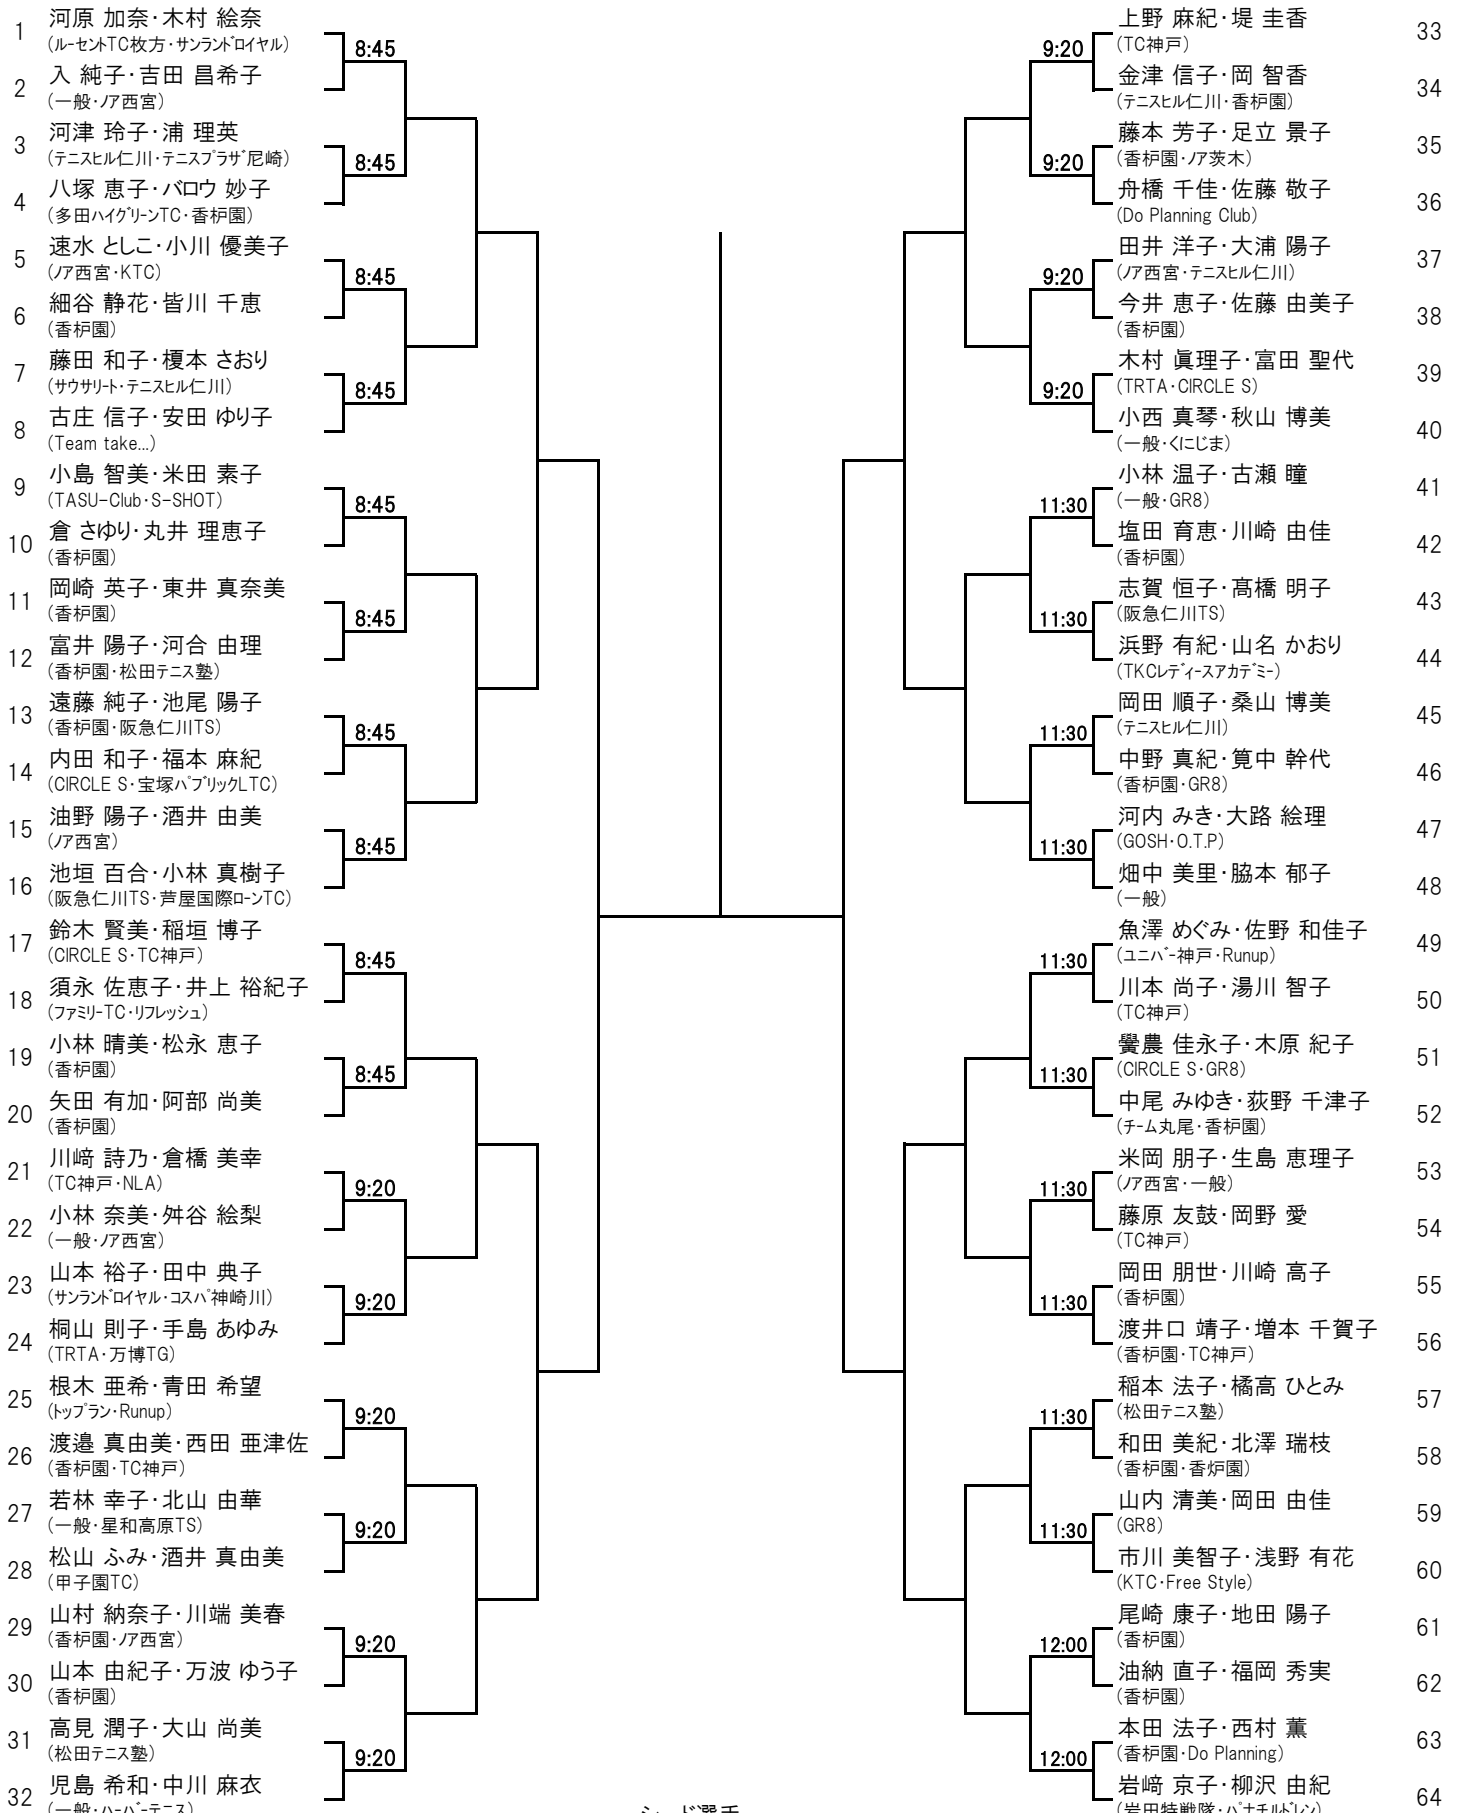 1 河原 加奈・木村 絵奈
(ルーセントTC枚方・サンランドロイヤル)
8:45
2 入 純子・吉田 昌希子
(一般・ノア西宮)
3 河津 玲子・浦 理英
(テニスヒル仁川・テニスプラザ尼崎)
8:45
4 八塚 恵子・バロウ 妙子
(多田ハイグリーンTC・香枦園)
5 速水 としこ・小川 優美子
(ノア西宮・KTC)
8:45
6 細谷 静花・皆川 千恵
(香枦園)
7 藤田 和子・榎本 さおり
(サウサリート・テニスヒル仁川)
8:45
8 古庄 信子・安田 ゆり子
(Team take...)
9 小島 智美・米田 素子
(TASU-Club・S-SHOT)
8:45
10 倉 さゆり・丸井 理恵子
(香枦園)
11 岡崎 英子・東井 真奈美
(香枦園)
8:45
12 富井 陽子・河合 由理
(香枦園・松田テニス塾)
13 遠藤 純子・池尾 陽子
(香枦園・阪急仁川TS)
8:45
14 内田 和子・福本 麻紀
(CIRCLE S・宝塚パブリックLTC)
15 油野 陽子・酒井 由美
(ノア西宮)
8:45
16 池垣 百合・小林 真樹子
(阪急仁川TS・芦屋国際ローンTC)
17 鈴木 賢美・稲垣 博子
(CIRCLE S・TC神戸)
8:45
18 須永 佐恵子・井上 裕紀子
(ファミリーTC・リフレッシュ)
19 小林 晴美・松永 恵子
(香枦園)
8:45
20 矢田 有加・阿部 尚美
(香枦園)
21 川﨑 詩乃・倉橋 美幸
(TC神戸・NLA)
9:20
22 小林 奈美・舛谷 絵梨
(一般・ノア西宮)
23 山本 裕子・田中 典子
(サンランドロイヤル・コスパ神崎川)
9:20
24 桐山 則子・手島 あゆみ
(TRTA・万博TG)
25 根木 亜希・青田 希望
(トップラン・Runup)
9:20
26 渡邉 真由美・西田 亜津佐
(香枦園・TC神戸)
27 若林 幸子・北山 由華
(一般・星和高原TS)
9:20
28 松山 ふみ・酒井 真由美
(甲子園TC)
29 山村 納奈子・川端 美春
(香枦園・ノア西宮)
9:20
30 山本 由紀子・万波 ゆう子
(香枦園)
31 高見 潤子・大山 尚美
(松田テニス塾)
9:20
32 児島 希和・中川 麻衣
(一般・ハーバーテニス)
上野 麻紀・堤 圭香 33
(TC神戸)
9:20
金津 信子・岡 智香 34
(テニスヒル仁川・香枦園)
藤本 芳子・足立 景子 35
(香枦園・ノア茨木)
9:20
舟橋 千佳・佐藤 敬子 36
(Do Planning Club)
田井 洋子・大浦 陽子 37
(ノア西宮・テニスヒル仁川)
9:20
今井 恵子・佐藤 由美子 38
(香枦園)
木村 眞理子・富田 聖代 39
(TRTA・CIRCLE S)
9:20
小西 真琴・秋山 博美 40
(一般・くにじま)
小林 温子・古瀬 瞳 41
(一般・GR8)
11:30
塩田 育恵・川崎 由佳 42
(香枦園)
志賀 恒子・髙橋 明子 43
(阪急仁川TS)
11:30
浜野 有紀・山名 かおり 44
(TKCレディースアカデミー)
岡田 順子・桑山 博美 45
(テニスヒル仁川)
11:30
中野 真紀・筧中 幹代 46
(香枦園・GR8)
河内 みき・大路 絵理 47
(GOSH・O.T.P)
11:30
畑中 美里・脇本 郁子 48
(一般)
魚澤 めぐみ・佐野 和佳子 49
(ユニバー神戸・Runup)
11:30
川本 尚子・湯川 智子 50
(TC神戸)
黌農 佳永子・木原 紀子 51
(CIRCLE S・GR8)
11:30
中尾 みゆき・荻野 千津子 52
(チーム丸尾・香枦園)
米岡 朋子・生島 恵理子 53
(ノア西宮・一般)
11:30
藤原 友鼓・岡野 愛 54
(TC神戸)
岡田 朋世・川崎 高子 55
(香枦園)
11:30
渡井口 靖子・増本 千賀子 56
(香枦園・TC神戸)
稲本 法子・橘高 ひとみ 57
(松田テニス塾)
11:30
和田 美紀・北澤 瑞枝 58
(香枦園・香炉園)
山内 清美・岡田 由佳 59
(GR8)
11:30
市川 美智子・浅野 有花 60
(KTC・Free Style)
尾崎 康子・地田 陽子 61
(香枦園)
12:00
油納 直子・福岡 秀実 62
(香枦園)
本田 法子・西村 薫 63
(香枦園・Do Planning)
12:00
岩﨑 京子・柳沢 由紀 64
(岩田特戦隊・パナチルドレン)
シード選手